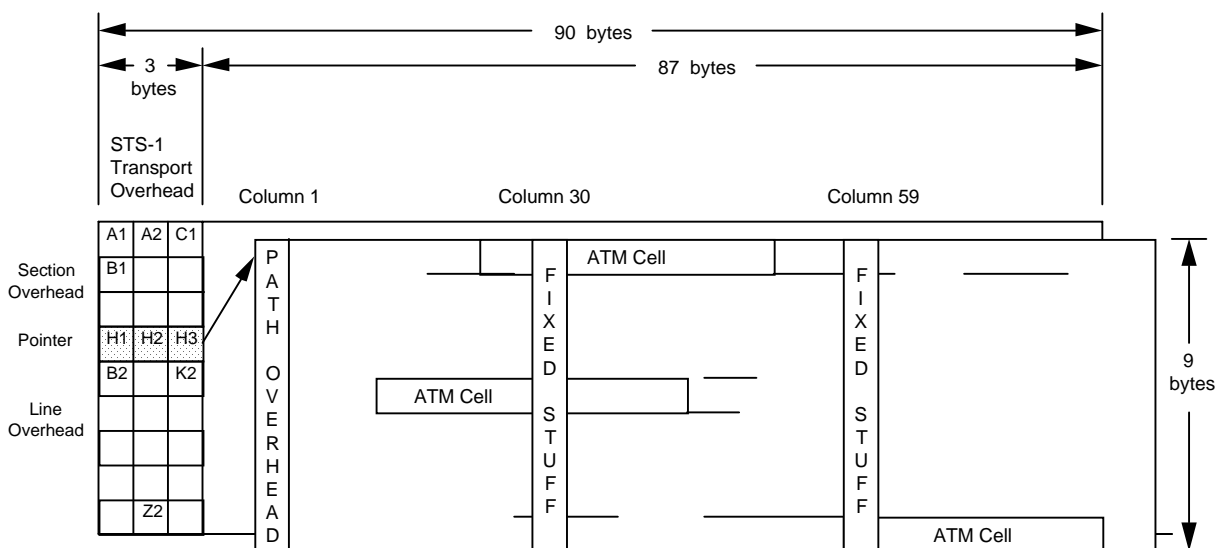 90 bytes
3
bytes
87 bytes
STS-1
Transport
Overhead
Column 1
Column 30
Column 59
A1 A2 C1
B1
Section
Overhead
Pointer
H1 H2 H3
B2 K2
Line
Overhead
Z2
PATH OVERHEAD
ATM Cell
FIXED STUFF
ATM Cell
FIXED STUFF
ATM Cell
9
bytes